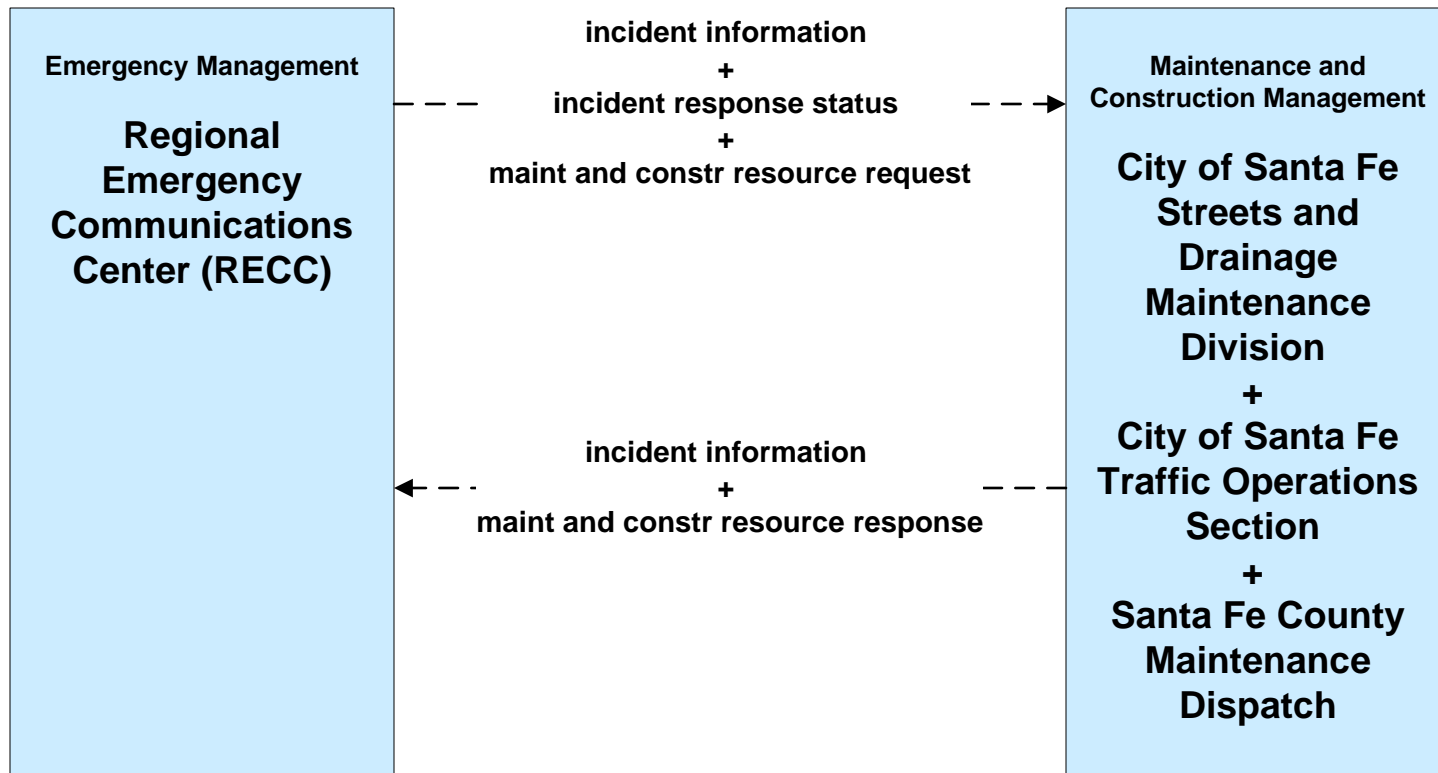 Emergency Management
Regional
Emergency
Communications
Center (RECC)
incident information
+
incident response status
+
maint and constr resource request
incident information
+
maint and constr resource response
Maintenance and
Construction Management
City of Santa Fe
Streets and
Drainage
Maintenance
Division
+
City of Santa Fe
Traffic Operations
Section
+
Santa Fe County
Maintenance
Dispatch